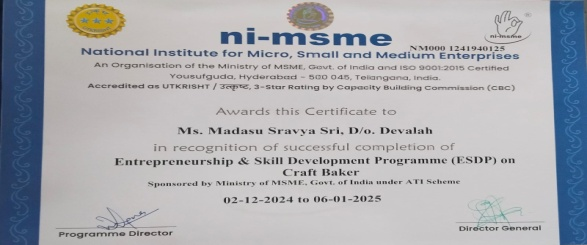 ni-msme
ni-msme
NM000 1241940125
National Institute for Micro, Small and Medium Enterprises
An Organisation of the Ministry of MSME, Govt. of India and ISO 9001:2015 Certified
Yousufguda, Hyderabad - 500 045, Telangana, India.
Accredited as UTKRISHT / उत्कृष्ट, 3-Star Rating by Capacity Building Commission (CBC)
Awards this Certificate to
Ms. Madasu Sravya Sri, D/o. Devalah
in recognition of successful completion of
Entrepreneurship & Skill Development Programme (ESDP) on
Craft Baker
Sponsored by Ministry of MSME, Govt. of India under ATI Scheme
02-12-2024 to 06-01-2025
Programme Director
Director General